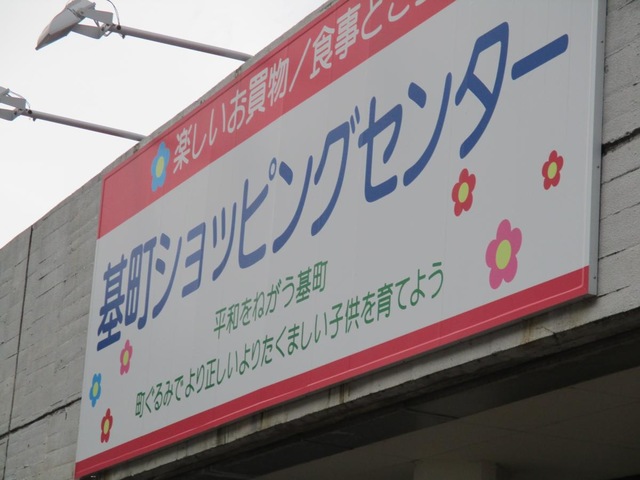 楽しいお買物/食事とこ
基町ショッピングセンター
平和をねがう基町
町ぐるみでより正しいよりたくましい子供を育てよう